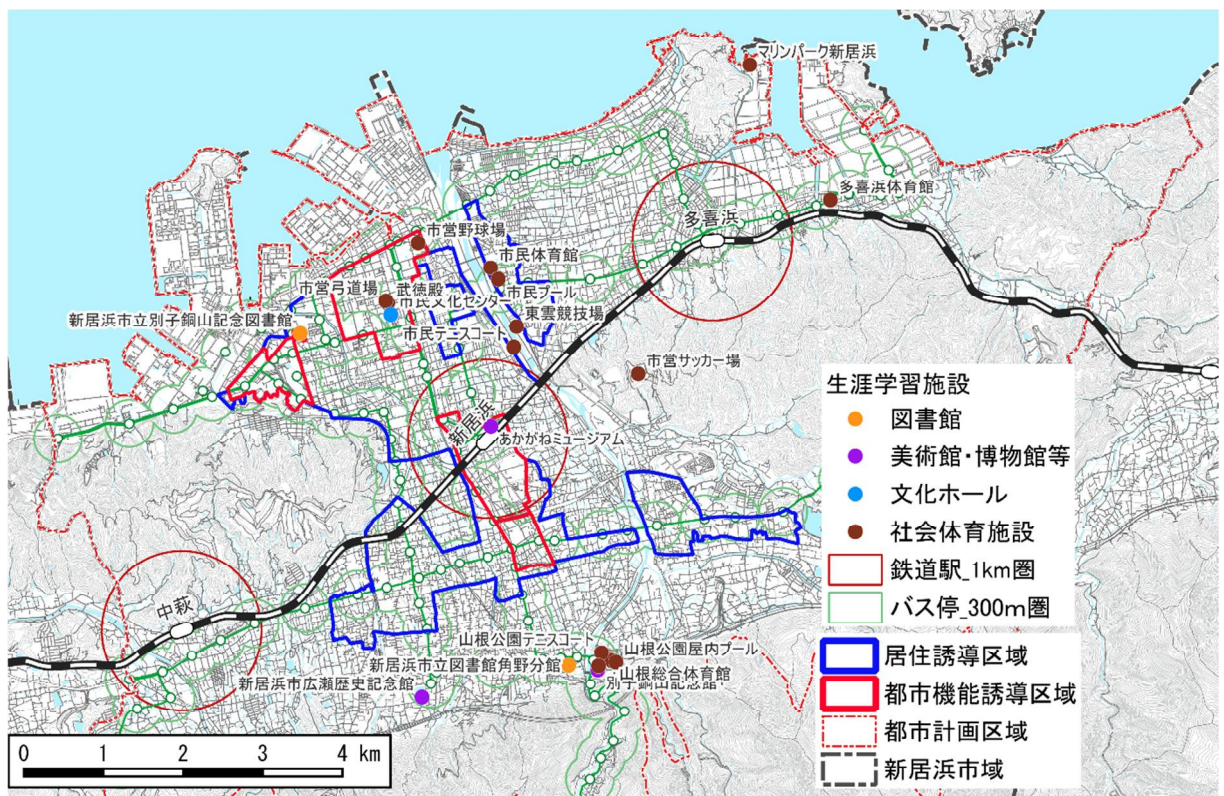 マリンパーク新居浜
多喜浜体育館
多喜浜
市営野球場
市民体育館
市営弓道場
武徳殿
市民プール
市民文化センター
東雲競技場
新居浜市立別子銅山記念図書館
市民テニスコート
市営サッカー場
新居浜
あかがねミュージアム
中萩
山根公園テニスコート
山根公園屋内プール
新居浜市立図書館角野分館
山根総合体育館
新居浜市広瀬歴史記念館
別子銅山記念館
生涯学習施設
図書館
美術館・博物館等
文化ホール
社会体育施設
鉄道駅_1km圏
バス停_300m圏
居住誘導区域
都市機能誘導区域
都市計画区域
新居浜市域
0 1 2 3 4 km